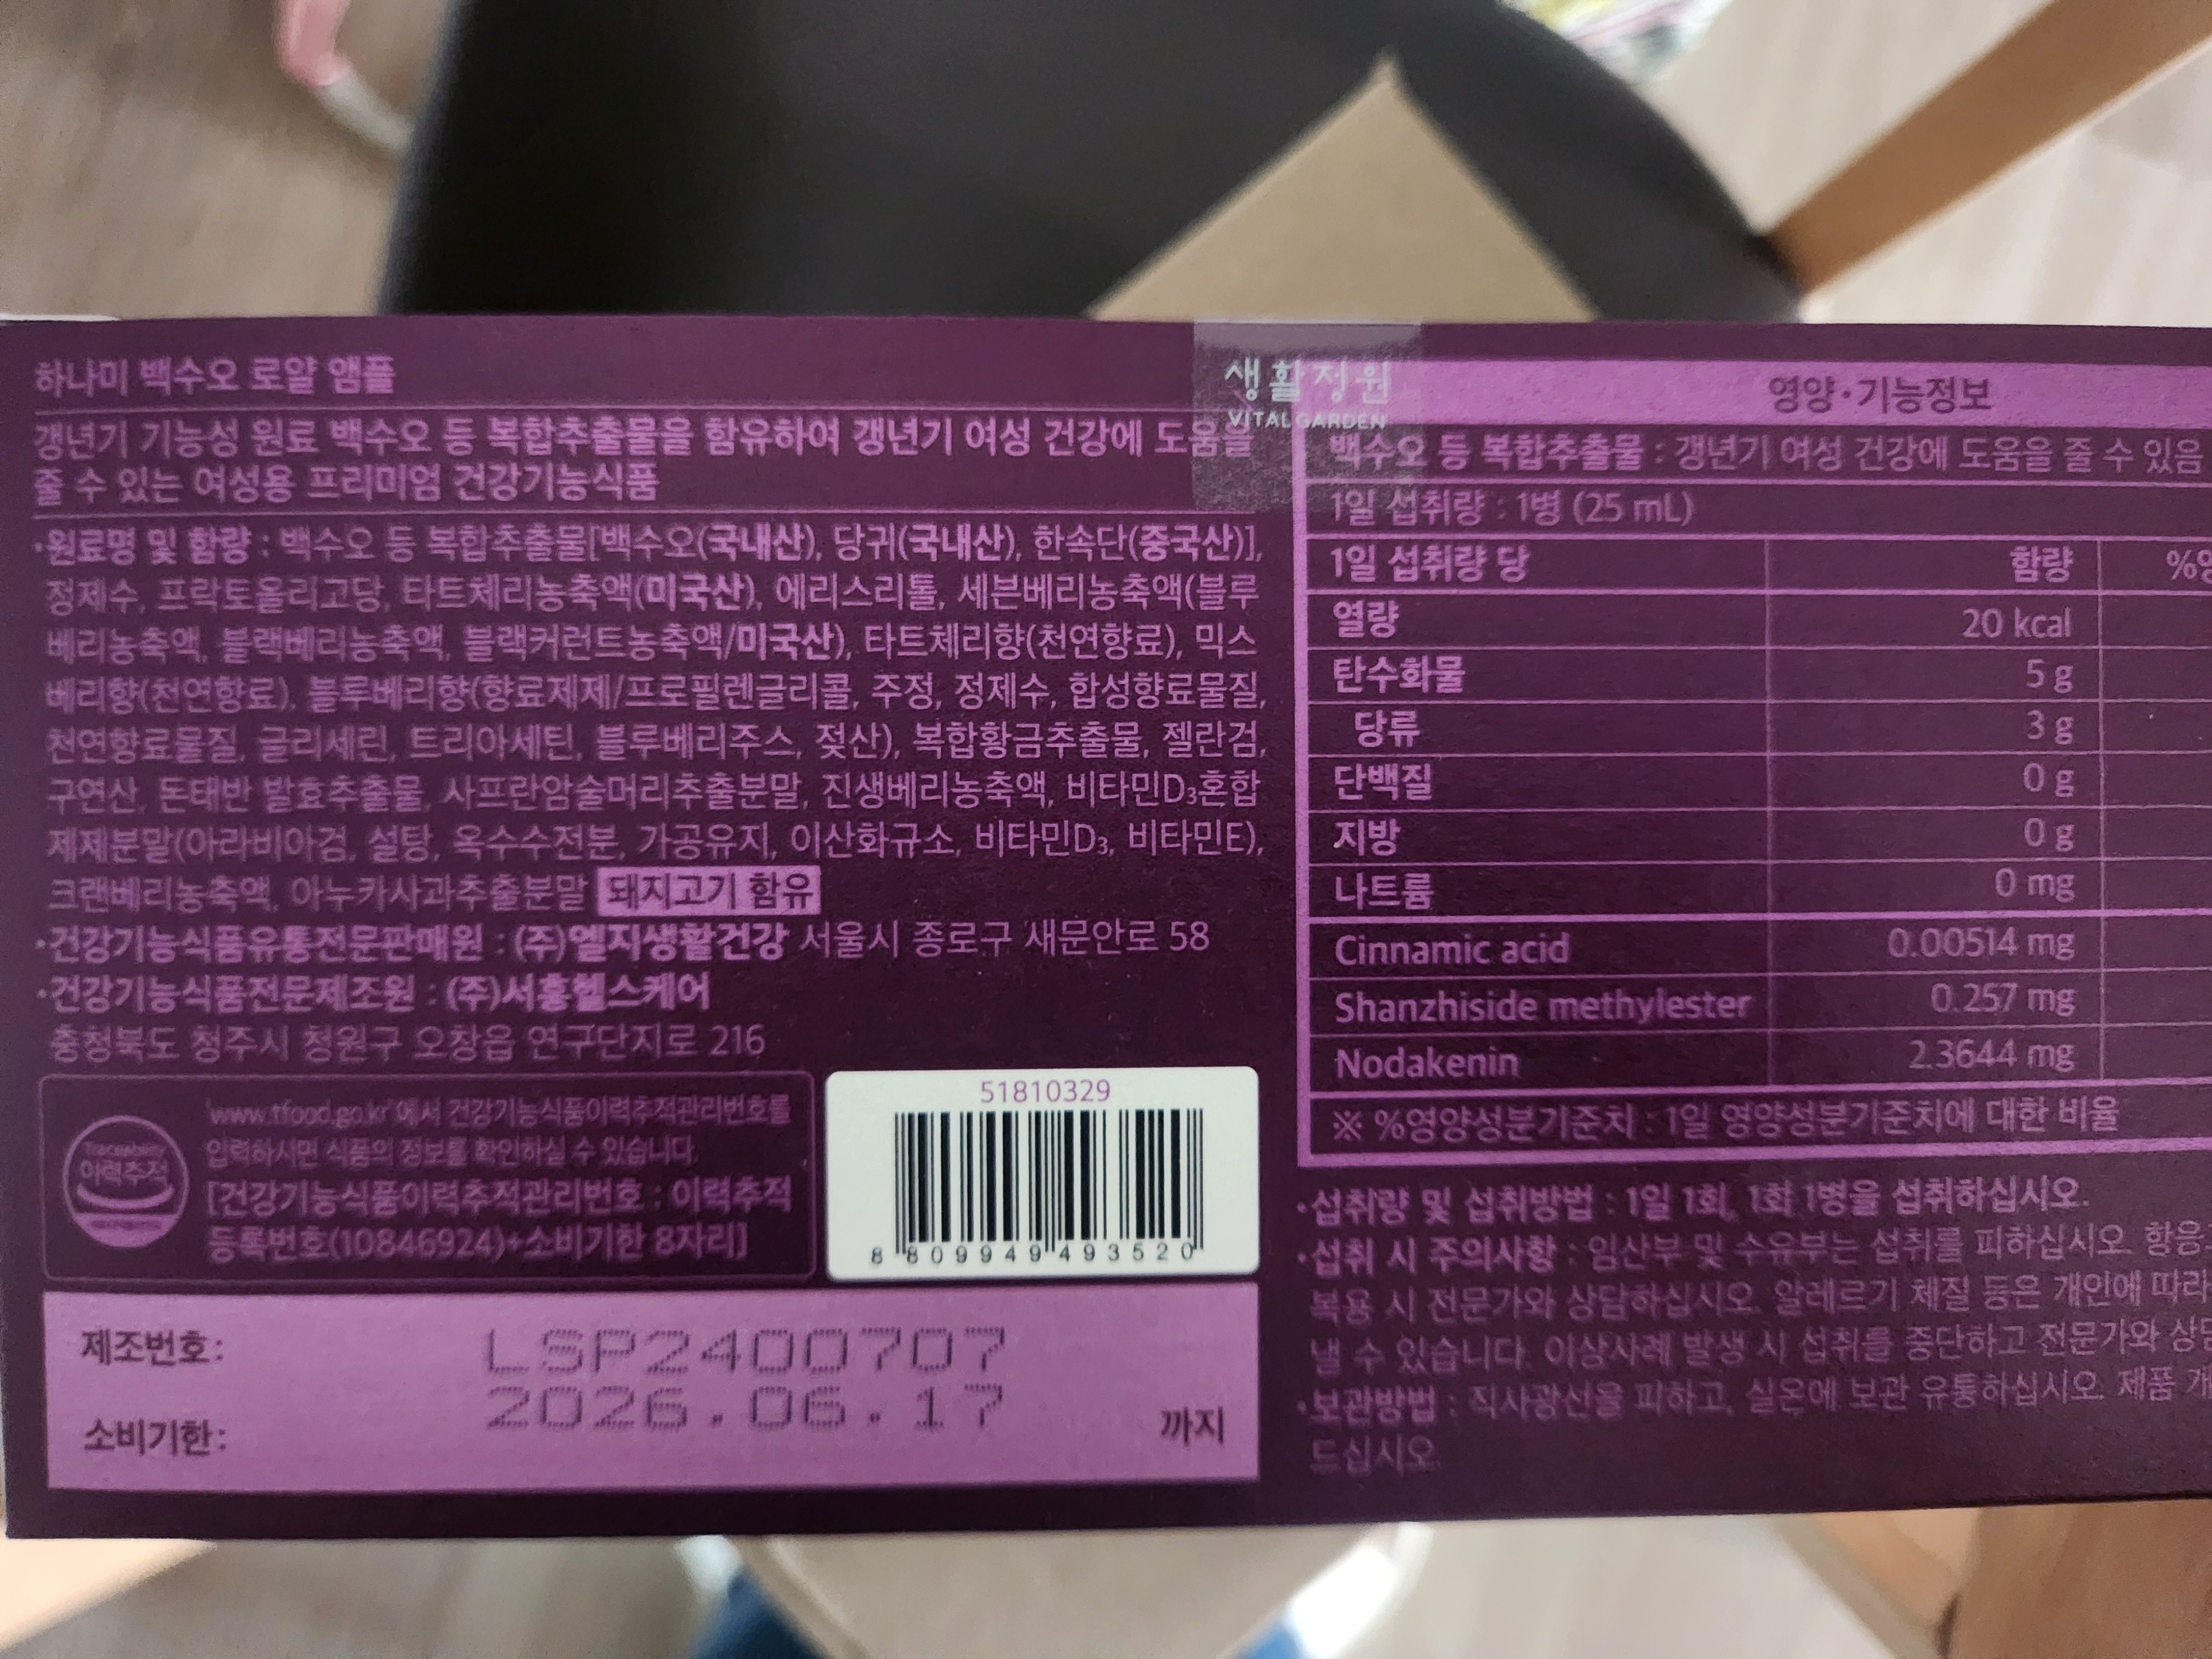 하나미 백수오 로얄 앰플
갱년기 기능성 원료 백수오 등 복합추출물을 함유하여 갱년기 여성 건강에 도움을
줄 수 있는 여성용 프리미엄 건강기능식품
·원료명 및 함량 : 백수오 등 복합추출물[백수오(국내산), 당귀(국내산), 한속단(중국산)],
정제수, 프락토올리고당, 타트체리농축액(미국산), 에리스리톨, 세븐베리농축액(블루
베리농축액, 블랙베리농축액, 블랙커런트농축액/미국산), 타트체리향(천연향료), 믹스
베리향(천연향료), 블루베리향(향료제제/프로필렌글리콜, 주정, 정제수, 합성향료물질,
천연향료물질, 글리세린, 트리아세틴, 블루베리주스, 젖산), 복합황금추출물, 젤란검,
구연산, 돈태반 발효추출물, 사프란암술머리추출분말, 진생베리농축액, 비타민D₃혼합
제제분말(아라비아검, 설탕, 옥수수전분, 가공유지, 이산화규소, 비타민D₃, 비타민E),
크랜베리농축액, 아누카사과추출분말 돼지고기 함유
·건강기능식품유통전문판매원 : (주)엘지생활건강 서울시 종로구 새문안로 58
·건강기능식품전문제조원 : (주)서흥헬스케어
충청북도 청주시 청원구 오창읍 연구단지로 216
Traceability
이력추적
'www.tfood.go.kr'에서 건강기능식품이력추적관리번호를
입력하시면 식품의 정보를 확인하실 수 있습니다.
[건강기능식품이력추적관리번호 : 이력추적
등록번호(10846924)+소비기한 8자리]
51810329
8 809949 493520
제조번호: LSP2400707
소비기한: 2026.06.17 까지
생활정원
VITAL GARDEN
영양·기능정보
백수오 등 복합추출물 : 갱년기 여성 건강에 도움을 줄 수 있음
1일 섭취량 : 1병 (25 mL)
1일 섭취량 당 함량
열량 20 kcal
탄수화물 5 g
당류 3 g
단백질 0 g
지방 0 g
나트륨 0 mg
Cinnamic acid 0.00514 mg
Shanzhiside methylester 0.257 mg
Nodakenin 2.3644 mg
※ %영양성분기준치 : 1일 영양성분기준치에 대한 비율
·섭취량 및 섭취방법 : 1일 1회, 1회 1병을 섭취하십시오.
·섭취 시 주의사항 : 임산부 및 수유부는 섭취를 피하십시오. 항응
복용 시 전문가와 상담하십시오. 알레르기 체질 등은 개인에 따라
낼 수 있습니다. 이상사례 발생 시 섭취를 중단하고 전문가와
·보관방법 : 직사광선을 피하고, 실온에 보관 유통하십시오. 제품
드십시오.